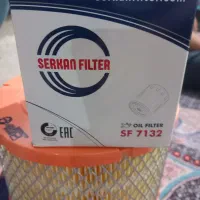 SERKAN FILTER
OIL FILTER
SF 7132
EAC